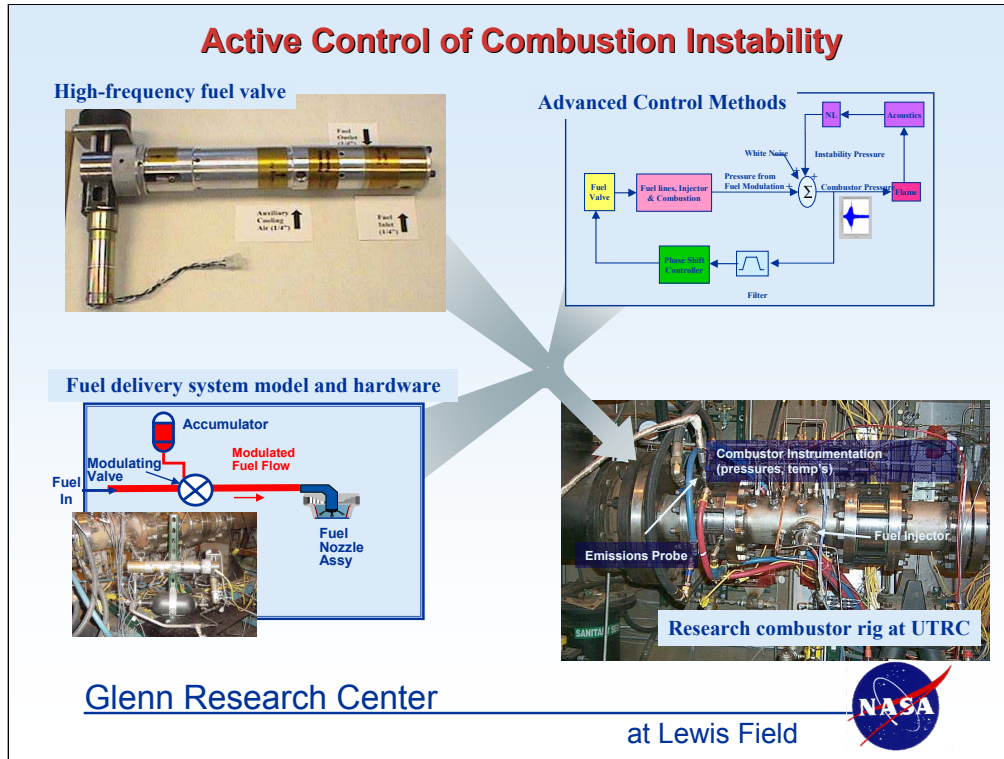 Active Control of Combustion Instability
High-frequency fuel valve
Fuel
Outlet
(1/4")
Auxiliary
Cooling
Air (1/4")
Fuel
Inlet (1/4")
Advanced Control Methods
NL
Acoustics
White Noise
Instability Pressure
+
+
Fuel
Valve
Fuel lines, Injector
& Combustion
Pressure from
Fuel Modulation
+
Σ
Combustor Pressure
Flame
Phase Shift
Controller
Filter
Fuel delivery system model and hardware
Accumulator
Modulating
Valve
Modulated
Fuel Flow
Fuel
In
Fuel
Nozzle
Assy
Combustor Instrumentation
(pressures, temp's)
Fuel Injector
Emissions Probe
SANITARY SE
Research combustor rig at UTRC
Glenn Research Center
at Lewis Field
NASA